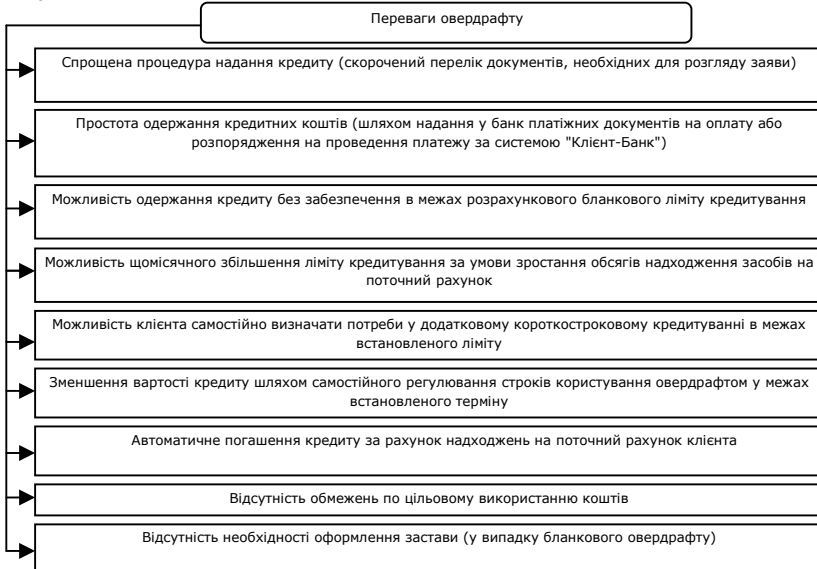 Переваги овердрафту
Спрощена процедура надання кредиту (скорочений перелік документів, необхідних для розгляду заяви)
Простота одержання кредитних коштів (шляхом надання у банк платіжних документів на оплату або
розпорядження на проведення платежу за системою "Клієнт-Банк")
Можливість одержання кредиту без забезпечення в межах розрахункового бланкового ліміту кредитування
Можливість щомісячного збільшення ліміту кредитування за умови зростання обсягів надходження засобів на
поточний рахунок
Можливість клієнта самостійно визначати потреби у додатковому короткостроковому кредитуванні в межах
встановленого ліміту
Зменшення вартості кредиту шляхом самостійного регулювання строків користування овердрафтом у межах
встановленого терміну
Автоматичне погашення кредиту за рахунок надходжень на поточний рахунок клієнта
Відсутність обмежень по цільовому використанню коштів
Відсутність необхідності оформлення застави (у випадку бланкового овердрафту)